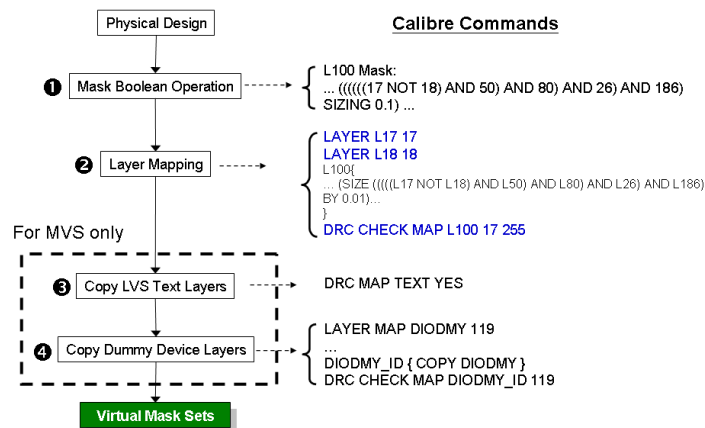 Physical Design
Calibre Commands
❶ Mask Boolean Operation
L100 Mask:
... ((((((17 NOT 18) AND 50) AND 80) AND 26) AND 186)
SIZING 0.1) ...
❷ Layer Mapping
LAYER L17 17
LAYER L18 18
L100{
... (SIZE (((((L17 NOT L18) AND L50) AND L80) AND L26) AND L186)
BY 0.01)...
}
DRC CHECK MAP L100 17 255
For MVS only
❸ Copy LVS Text Layers
DRC MAP TEXT YES
❹ Copy Dummy Device Layers
LAYER MAP DIODMY 119
...
DIODMY_ID { COPY DIODMY }
DRC CHECK MAP DIODMY_ID 119
Virtual Mask Sets